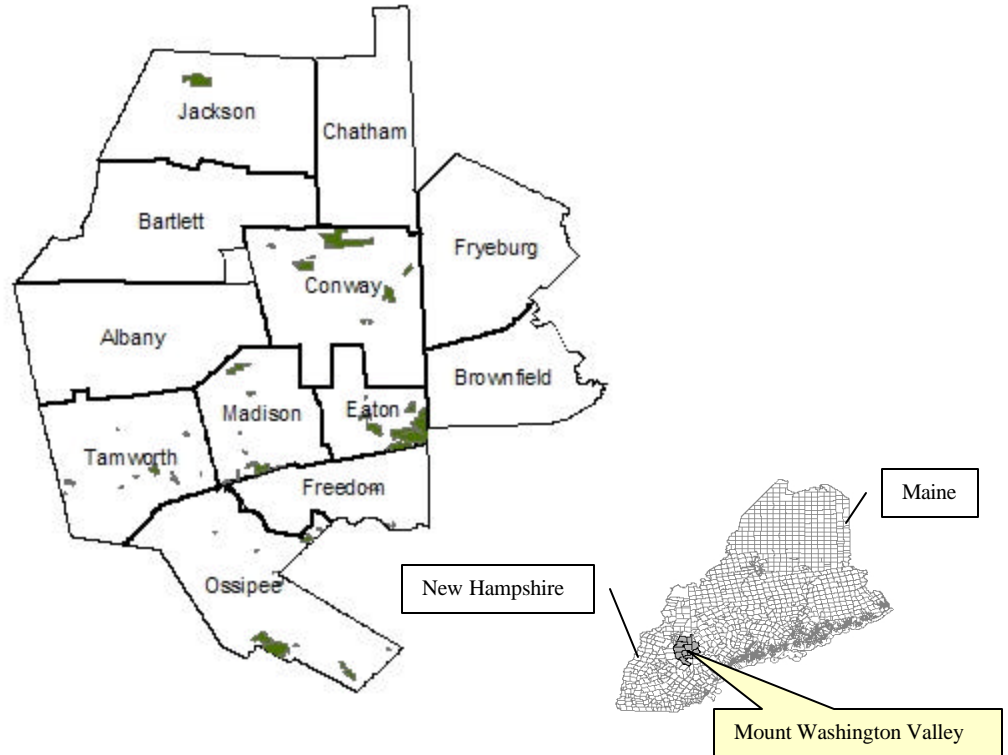 Jackson
Chatham
Bartlett
Fryeburg
Conway
Albany
Brownfield
Madison
Eaton
Tamworth
Freedom
Maine
New Hampshire
Ossipee
Mount Washington Valley